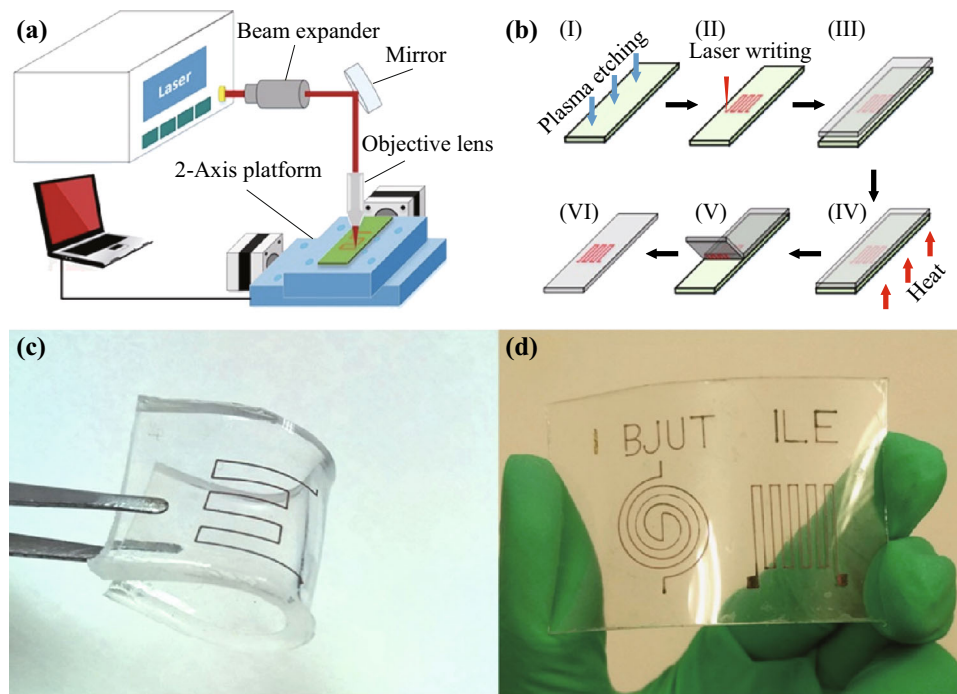 (a)
Beam expander
Mirror
Laser
Objective lens
2-Axis platform
(b)
(I)
Plasma etching
(II)
Laser writing
(III)
(IV)
Heat
(V)
(VI)
(c)
(d)
I BJUT
ILE